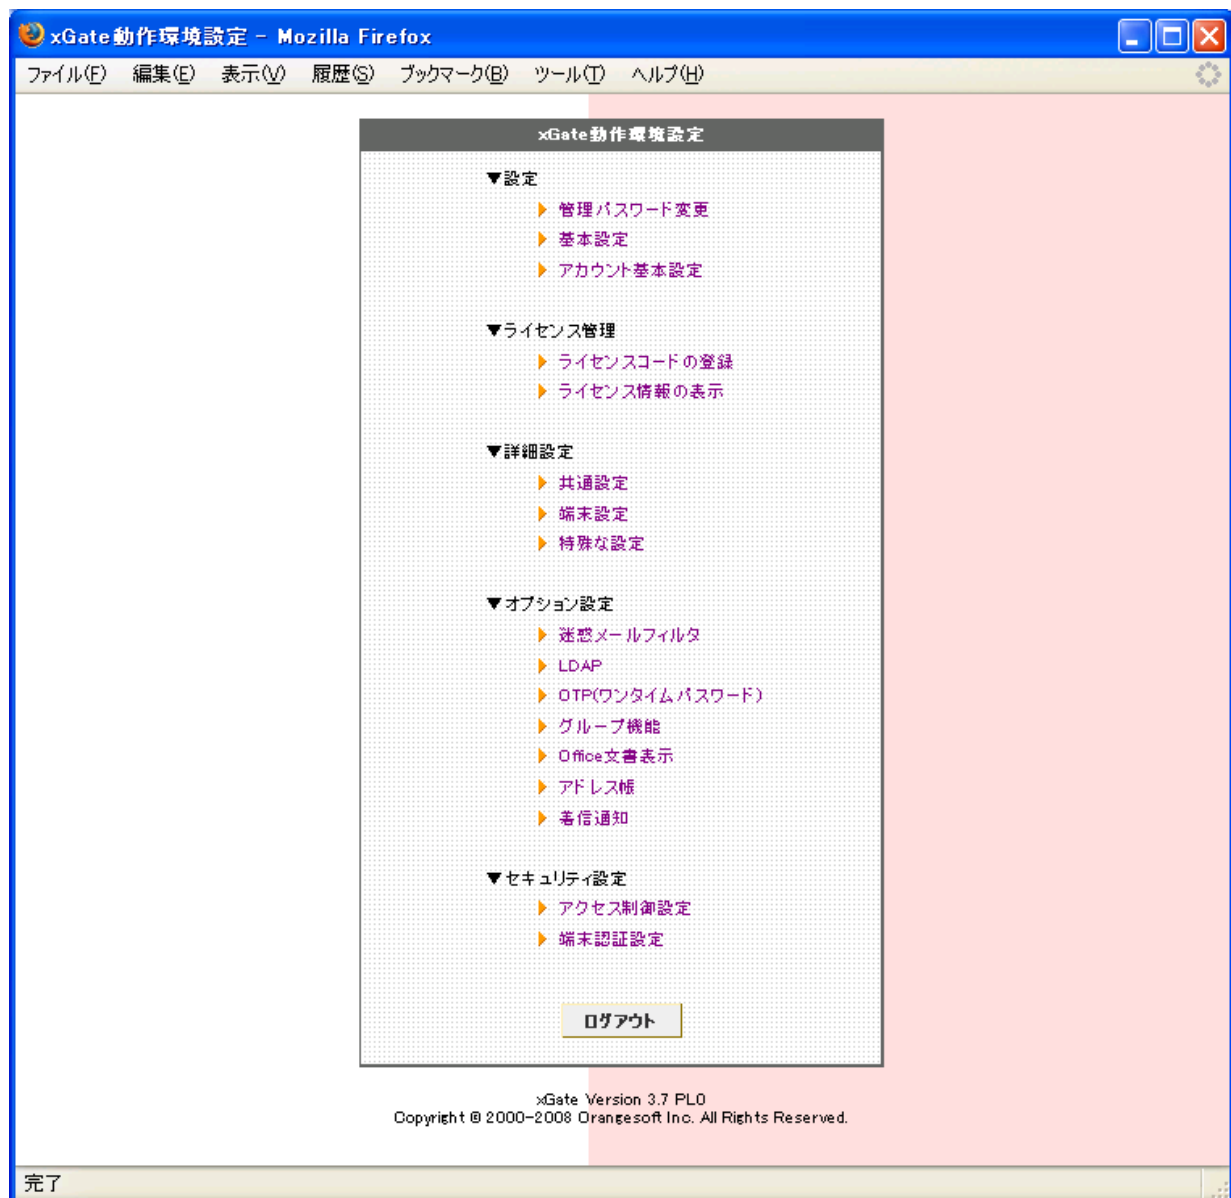 xGate動作環境設定 - Mozilla Firefox
ファイル(F) 編集(E) 表示(V) 履歴(S) ブックマーク(B) ツール(T) ヘルプ(H)
xGate動作環境設定
▼設定
管理パスワード変更
基本設定
アカウント基本設定
▼ライセンス管理
ライセンスコードの登録
ライセンス情報の表示
▼詳細設定
共通設定
端末設定
特殊な設定
▼オプション設定
迷惑メールフィルタ
LDAP
OTP(ワンタイムパスワード)
グループ機能
Office文書表示
アドレス帳
着信通知
▼セキュリティ設定
アクセス制御設定
端末認証設定
ログアウト
xGate Version 3.7 PL0
Copyright © 2000-2008 Orangesoft Inc. All Rights Reserved.
完了